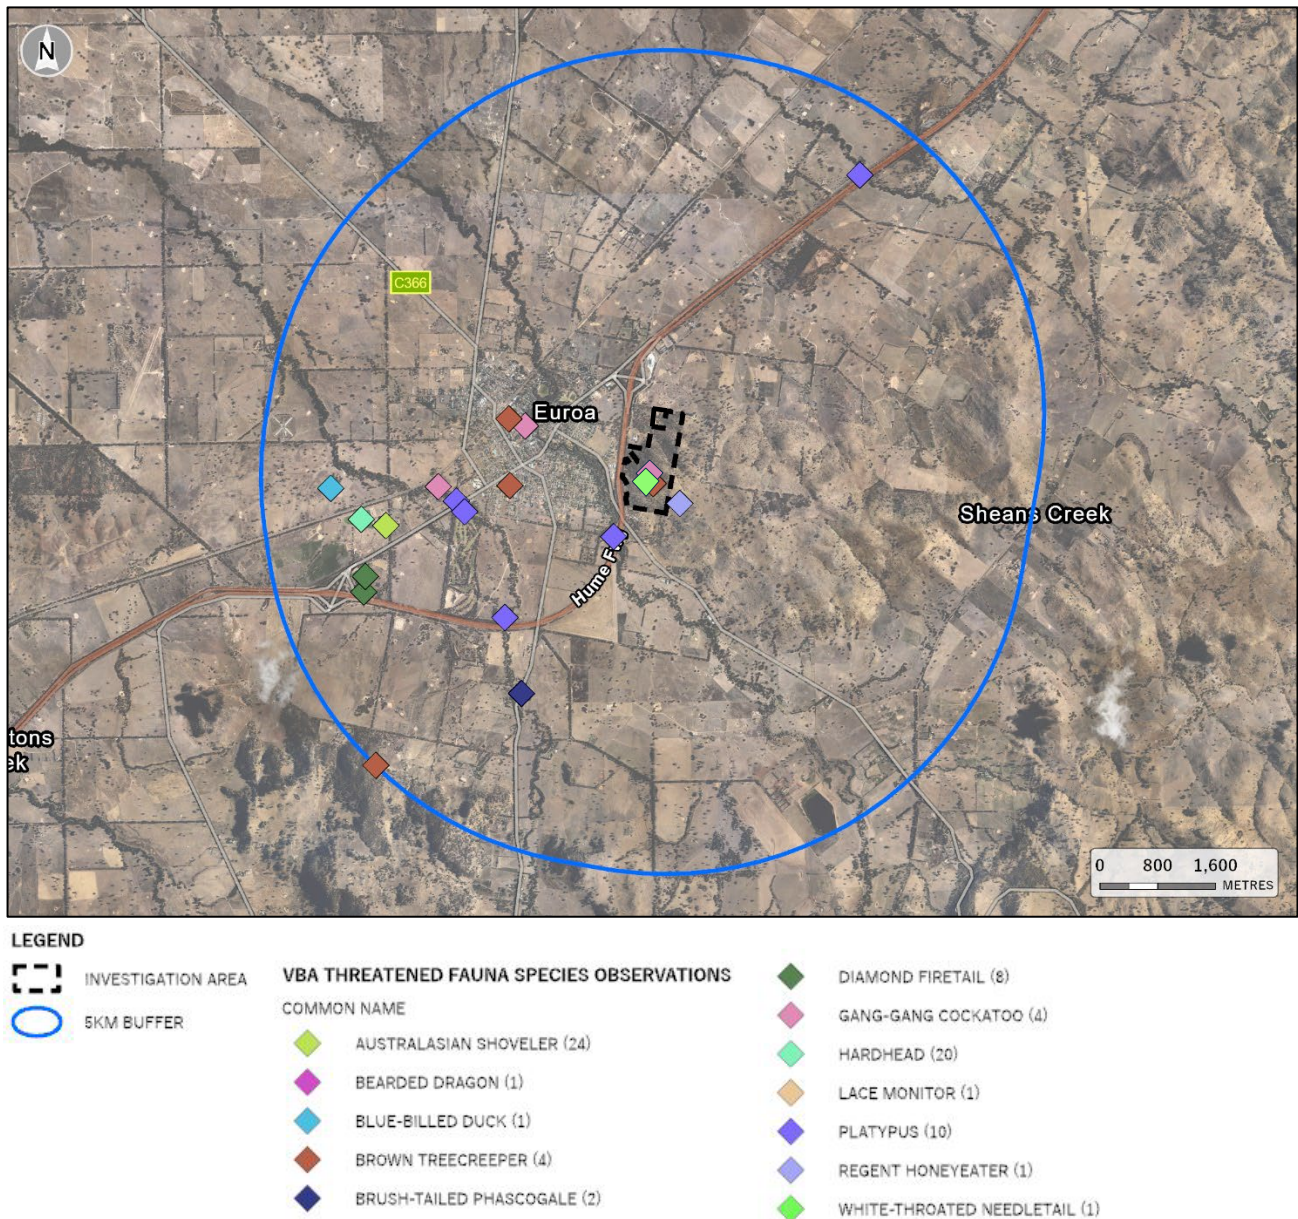 N
C366
Euroa
Sheans Creek
Hume F
tons
ek
0 800 1,600
METRES
LEGEND
INVESTIGATION AREA
5KM BUFFER
VBA THREATENED FAUNA SPECIES OBSERVATIONS
COMMON NAME
AUSTRALASIAN SHOVELER (24)
BEARDED DRAGON (1)
BLUE-BILLED DUCK (1)
BROWN TREECREEPER (4)
BRUSH-TAILED PHASCOGALE (2)
DIAMOND FIRETAIL (8)
GANG-GANG COCKATOO (4)
HARDHEAD (20)
LACE MONITOR (1)
PLATYPUS (10)
REGENT HONEYEATER (1)
WHITE-THROATED NEEDLETAIL (1)